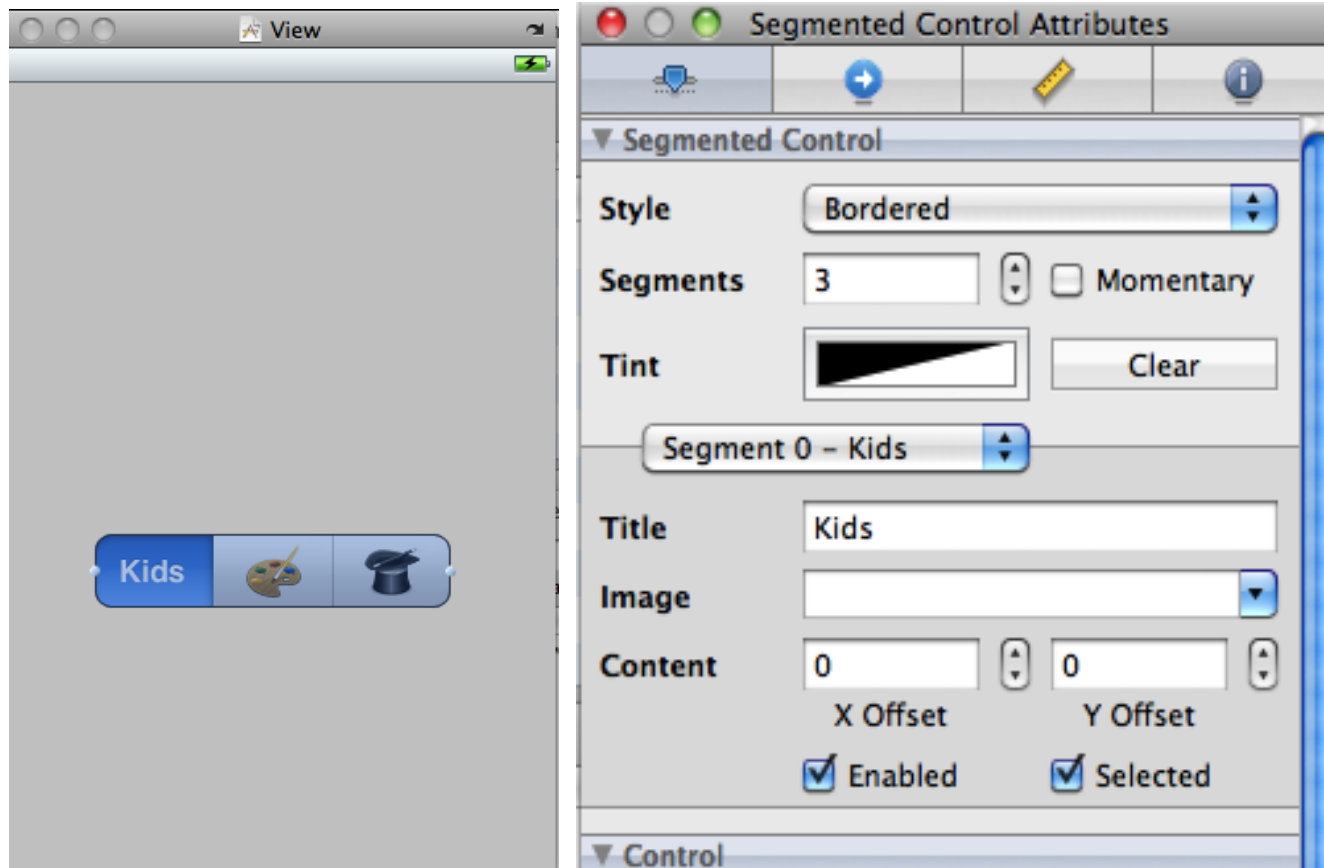 View
Kids
Segmented Control Attributes
Segmented Control
Style Bordered
Segments 3 Momentary
Tint Clear
Segment 0 – Kids
Title Kids
Image
Content 0 0
X Offset Y Offset
Enabled Selected
Control